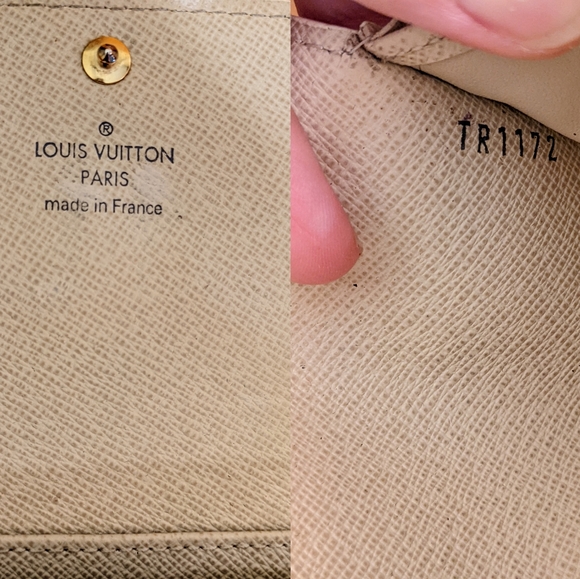 ®
LOUIS VUITTON
PARIS
made in France
TR1172